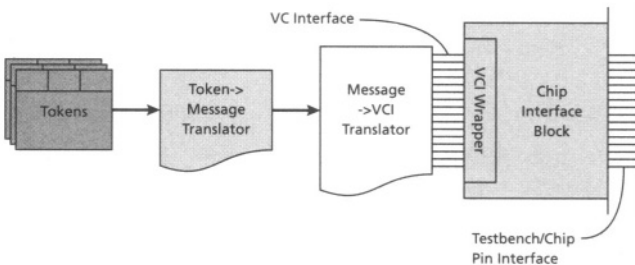 VC Interface
Tokens
Token->
Message
Translator
Message
->VCI
Translator
VCI Wrapper
Chip
Interface
Block
Testbench/Chip
Pin Interface